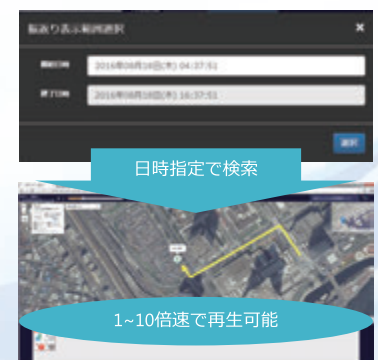 振返り表示範囲選択
開始日時 2016年08月18日(木) 04:37:51
終了日時 2016年08月18日(木) 16:37:51
選択
日時指定で検索
1~10倍速で再生可能